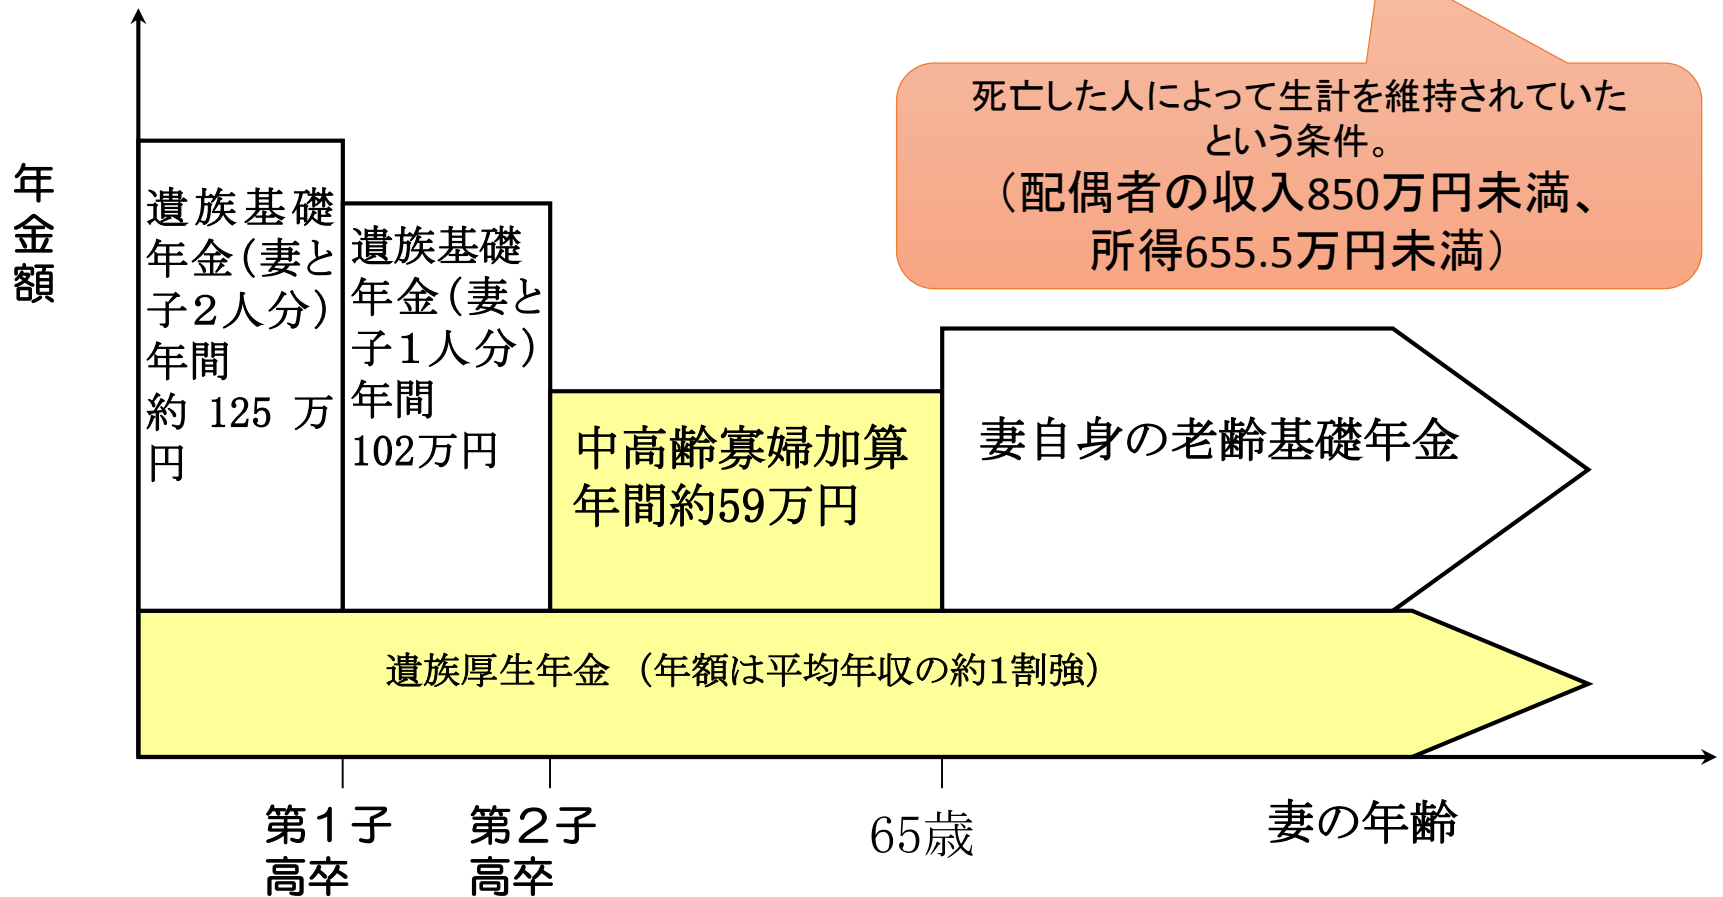 死亡した人によって生計を維持されていた
という条件。
（配偶者の収入850万円未満、
所得655.5万円未満）
年
金
額
遺族基礎
年金(妻と
子２人分)
年間
約 125 万
円
遺族基礎
年金(妻と
子１人分)
年間
102万円
中高齢寡婦加算
年間約59万円
妻自身の老齢基礎年金
遺族厚生年金 （年額は平均年収の約1割強）
第１子
高卒
第２子
高卒
65歳
妻の年齢